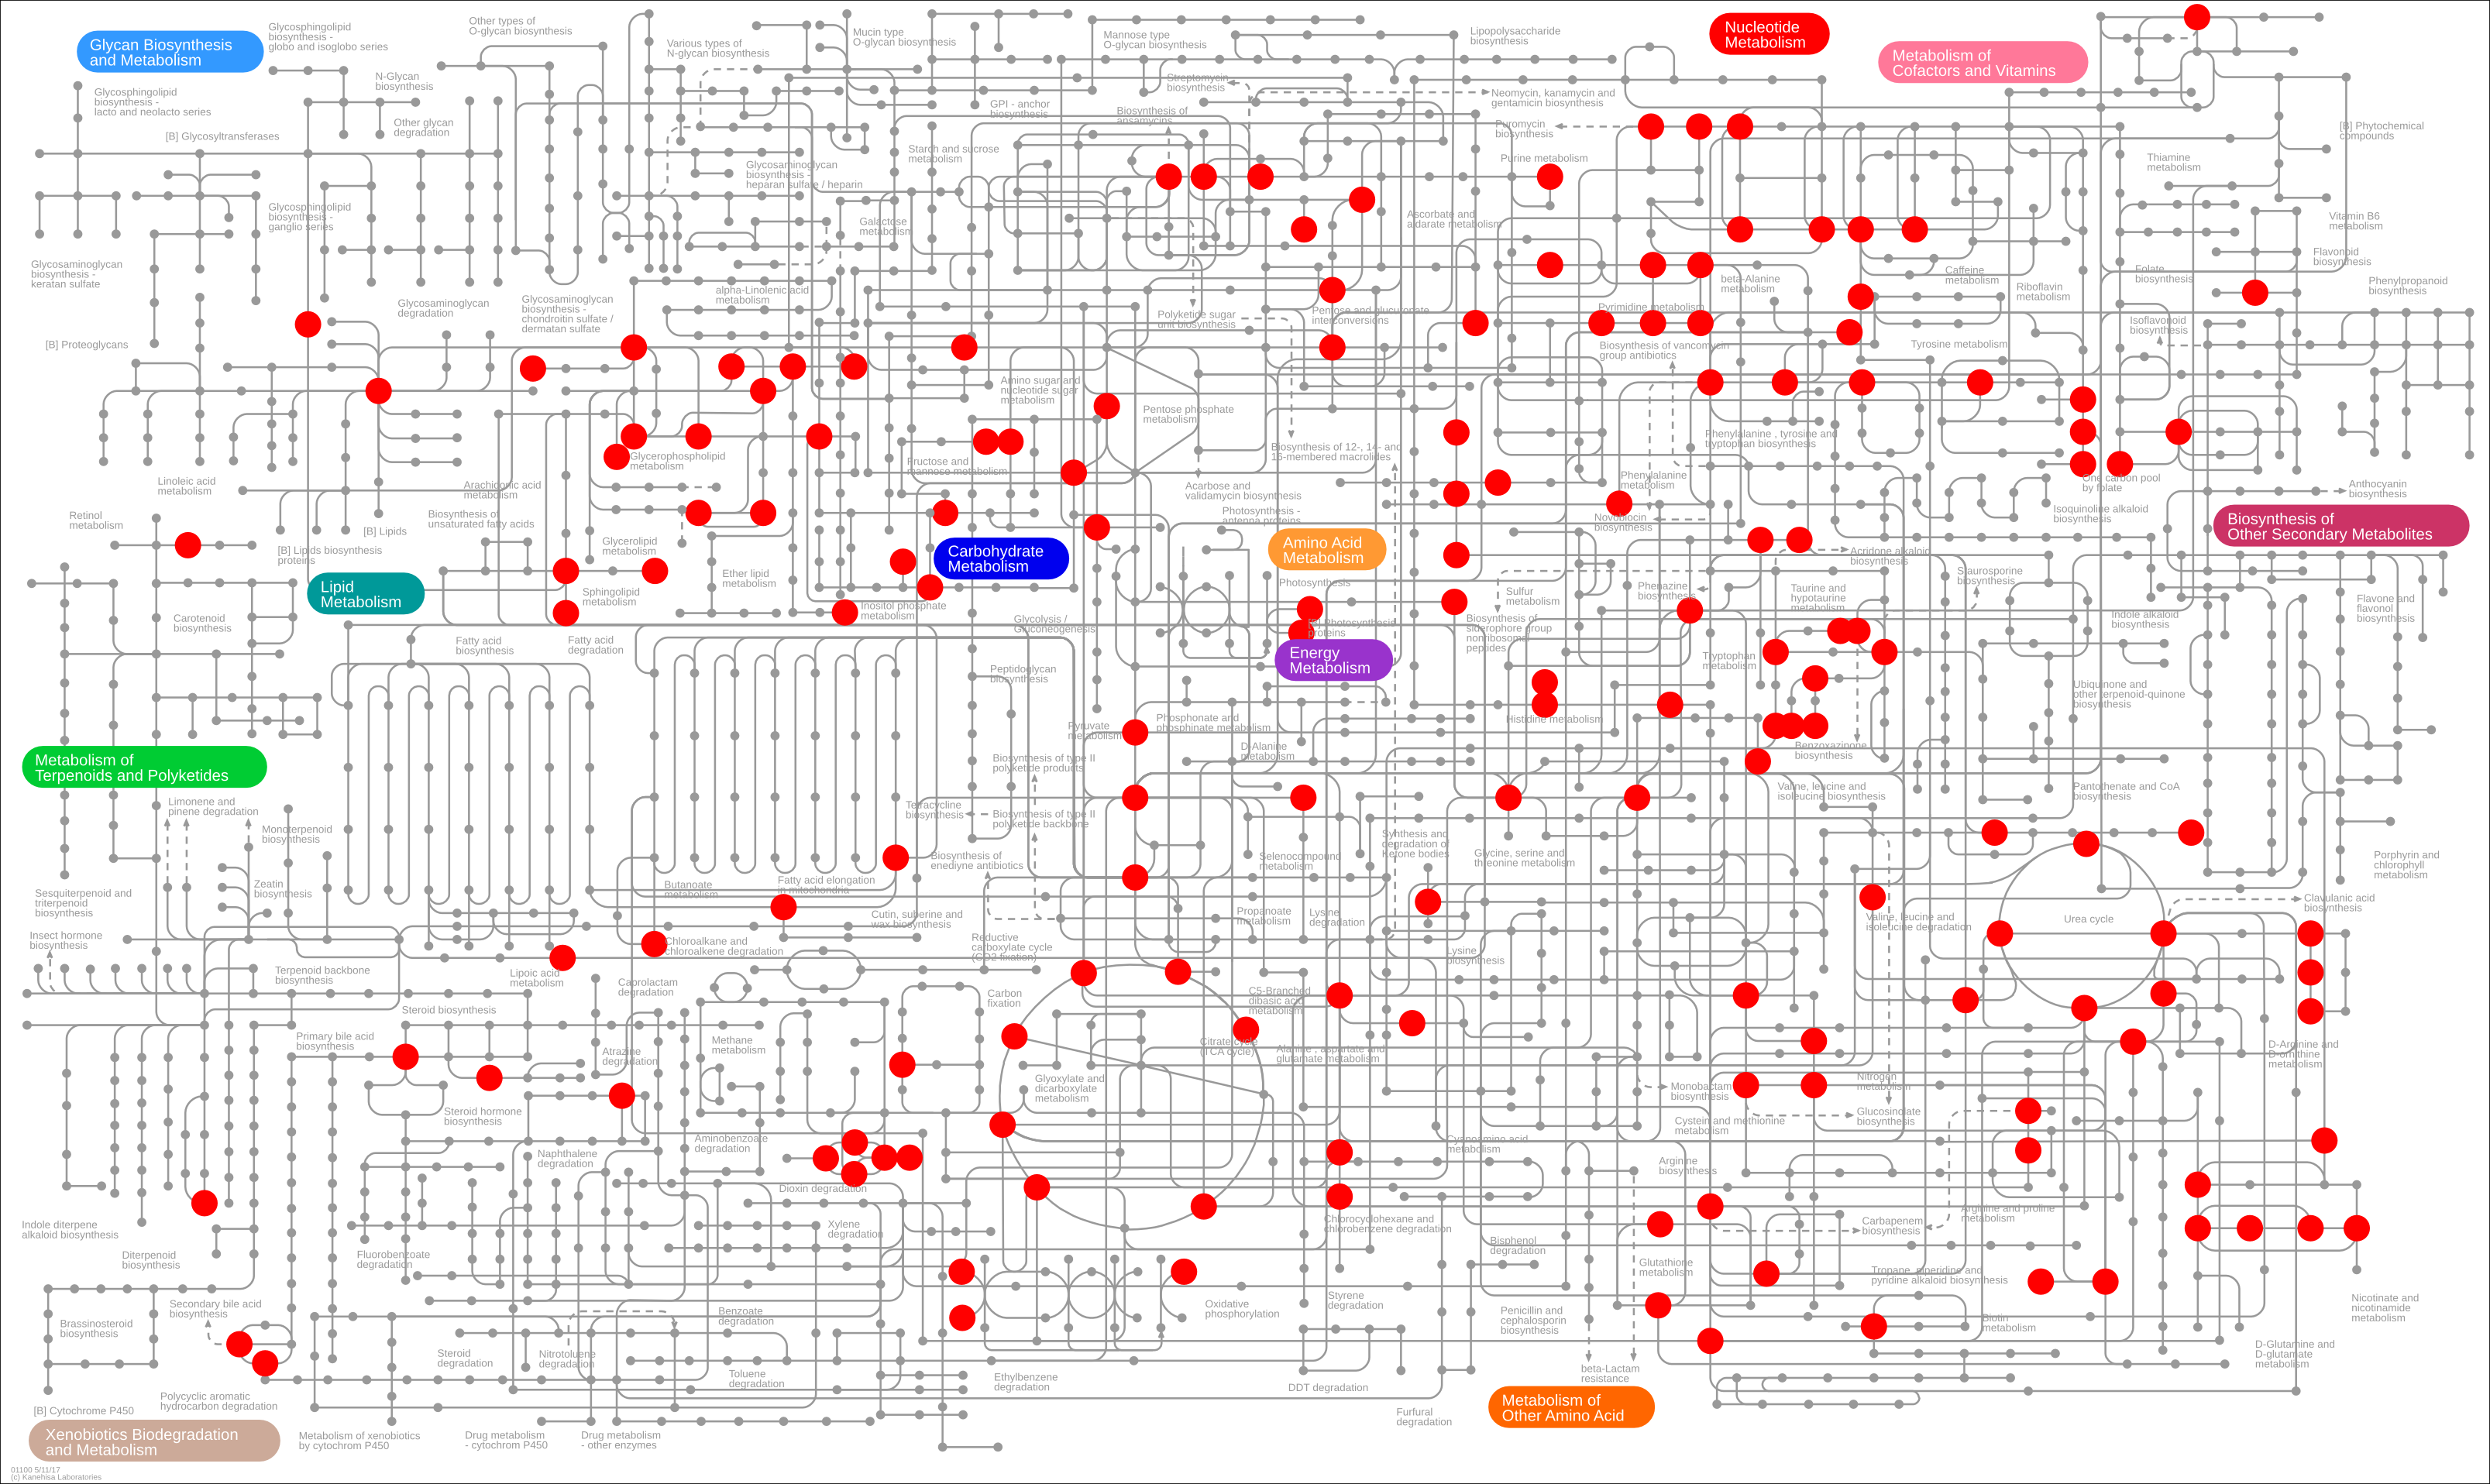 Glycan Biosynthesis
and Metabolism
Glycosphingolipid
biosynthesis -
globo and isoglobo series
Other types of
O-glycan biosynthesis
Various types of
N-glycan biosynthesis
Mucin type
O-glycan biosynthesis
Mannose type
O-glycan biosynthesis
Lipopolysaccharide
biosynthesis
Nucleotide
Metabolism
Metabolism of
Cofactors and Vitamins
N-Glycan
biosynthesis
Glycosphingolipid
biosynthesis -
lacto and neolacto series
Other glycan
degradation
[B] Glycosyltransferases
GPI - anchor
biosynthesis
Streptomycin
biosynthesis
Biosynthesis of
ansamycins
Neomycin, kanamycin and
gentamicin biosynthesis
Puromycin
biosynthesis
[B] Phytochemical
compounds
Starch and sucrose
metabolism
Purine metabolism
Thiamine
metabolism
Glycosaminoglycan
biosynthesis -
heparan sulfate / heparin
Glycosphingolipid
biosynthesis -
ganglio series
Galactose
metabolism
Ascorbate and
aldarate metabolism
Vitamin B6
metabolism
Glycosaminoglycan
biosynthesis -
keratan sulfate
Flavonoid
biosynthesis
Caffeine
metabolism
Folate
biosynthesis
Phenylpropanoid
biosynthesis
alpha-Linolenic acid
metabolism
beta-Alanine
metabolism
Riboflavin
metabolism
Glycosaminoglycan
degradation
Glycosaminoglycan
biosynthesis -
chondroitin sulfate /
dermatan sulfate
Polyketide sugar
unit biosynthesis
Pentose and glucuronate
interconversions
Pyrimidine metabolism
Isoflavonoid
biosynthesis
[B] Proteoglycans
Biosynthesis of vancomycin
group antibiotics
Tyrosine metabolism
Amino sugar and
nucleotide sugar
metabolism
Pentose phosphate
metabolism
Phenylalanine , tyrosine and
tryptophan biosynthesis
Biosynthesis of 12-, 14- and
16-membered macrolides
Glycerophospholipid
metabolism
Fructose and
mannose metabolism
Linoleic acid
metabolism
Arachidonic acid
metabolism
Acarbose and
validamycin biosynthesis
Phenylalanine
metabolism
One carbon pool
by folate
Anthocyanin
biosynthesis
Retinol
metabolism
Biosynthesis of
unsaturated fatty acids
Photosynthesis -
antenna proteins
Novobiocin
biosynthesis
Isoquinoline alkaloid
biosynthesis
Biosynthesis of
Other Secondary Metabolites
[B] Lipids
[B] Lipids biosynthesis
proteins
Glycerolipid
metabolism
Carbohydrate
Metabolism
Amino Acid
Metabolism
Acridone alkaloid
biosynthesis
Lipid
Metabolism
Sphingolipid
metabolism
Ether lipid
metabolism
Photosynthesis
Sulfur
metabolism
Phenazine
biosynthesis
Taurine and
hypotaurine
metabolism
Staurosporine
biosynthesis
Inositol phosphate
metabolism
Carotenoid
biosynthesis
Glycolysis /
Gluconeogenesis
[B] Photosynthesis
proteins
Biosynthesis of
siderophore group
nonribosomal
peptides
Indole alkaloid
biosynthesis
Flavone and
flavonol
biosynthesis
Fatty acid
biosynthesis
Fatty acid
degradation
Energy
Metabolism
Tryptophan
metabolism
Peptidoglycan
biosynthesis
Ubiquinone and
other terpenoid-quinone
biosynthesis
Pyruvate
metabolism
Phosphonate and
phosphinate metabolism
Histidine metabolism
D-Alanine
metabolism
Benzoxazinone
biosynthesis
Metabolism of
Terpenoids and Polyketides
Biosynthesis of type II
polyketide products
Valine, leucine and
isoleucine biosynthesis
Pantothenate and CoA
biosynthesis
Limonene and
pinene degradation
Tetracycline
biosynthesis
Biosynthesis of type II
polyketide backbone
Monoterpenoid
biosynthesis
Synthesis and
degradation of
Ketone bodies
Biosynthesis of
enediyne antibiotics
Selenocompound
metabolism
Glycine, serine and
threonine metabolism
Porphyrin and
chlorophyll
metabolism
Zeatin
biosynthesis
Butanoate
metabolism
Fatty acid elongation
in mitochondria
Sesquiterpenoid and
triterpenoid
biosynthesis
Cutin, suberine and
wax biosynthesis
Propanoate
metabolism
Lysine
degradation
Valine, leucine and
isoleucine degradation
Urea cycle
Clavulanic acid
biosynthesis
Insect hormone
biosynthesis
Chloroalkane and
chloroalkene degradation
Reductive
carboxylate cycle
(CO2 fixation)
Lysine
biosynthesis
Terpenoid backbone
biosynthesis
Lipoic acid
metabolism
Caprolactam
degradation
Carbon
fixation
C5-Branched
dibasic acid
metabolism
Steroid biosynthesis
Primary bile acid
biosynthesis
Atrazine
degradation
Methane
metabolism
Citrate cycle
(TCA cycle)
Alanine , aspartate and
glutamate metabolism
D-Arginine and
D-ornithine
metabolism
Glyoxylate and
dicarboxylate
metabolism
Monobactam
biosynthesis
Nitrogen
metabolism
Steroid hormone
biosynthesis
Glucosinolate
biosynthesis
Cystein and methionine
metabolism
Aminobenzoate
degradation
Cyanoamino acid
metabolism
Naphthalene
degradation
Arginine
biosynthesis
Dioxin degradation
Indole diterpene
alkaloid biosynthesis
Xylene
degradation
Chlorocyclohexane and
chlorobenzene degradation
Carbapenem
biosynthesis
Arginine and proline
metabolism
Diterpenoid
biosynthesis
Fluorobenzoate
degradation
Bisphenol
degradation
Glutathione
metabolism
Tropane, piperidine and
pyridine alkaloid biosynthesis
Secondary bile acid
biosynthesis
Benzoate
degradation
Oxidative
phosphorylation
Styrene
degradation
Penicillin and
cephalosporin
biosynthesis
Nicotinate and
nicotinamide
metabolism
Brassinosteroid
biosynthesis
Biotin
metabolism
Steroid
degradation
Nitrotoluene
degradation
D-Glutamine and
D-glutamate
metabolism
Toluene
degradation
Ethylbenzene
degradation
DDT degradation
beta-Lactam
resistance
Polycyclic aromatic
hydrocarbon degradation
[B] Cytochrome P450
Furfural
degradation
Metabolism of
Other Amino Acid
Xenobiotics Biodegradation
and Metabolism
Metabolism of xenobiotics
by cytochrom P450
Drug metabolism
- cytochrom P450
Drug metabolism
- other enzymes
01100 5/11/17
(c) Kanehisa Laboratories